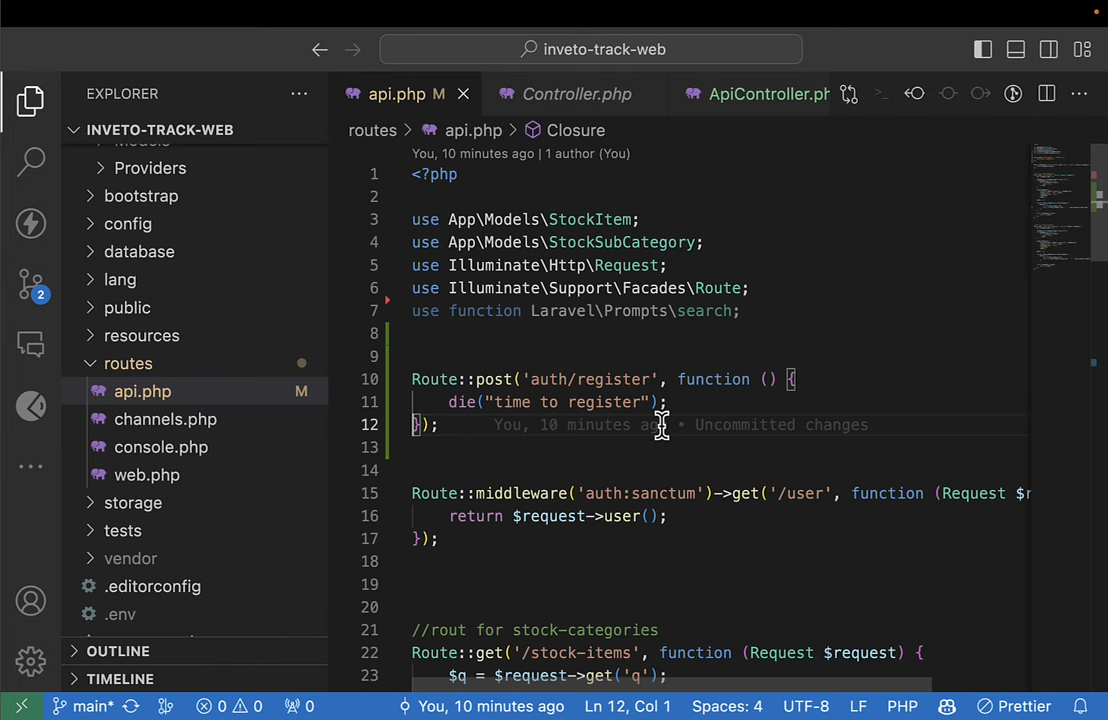 inveto-track-web
EXPLORER
INVETO-TRACK-WEB
Models
Providers
bootstrap
config
database
lang
public
resources
routes
api.php M
channels.php
console.php
web.php
storage
tests
vendor
.editorconfig
.env
OUTLINE
TIMELINE
2
api.php M
Controller.php
ApiController.ph
routes > api.php > Closure
You, 10 minutes ago | 1 author (You)
1 <?php
2
3 use App\Models\StockItem;
4 use App\Models\StockSubCategory;
5 use Illuminate\Http\Request;
6 use Illuminate\Support\Facades\Route;
7 use function Laravel\Prompts\search;
8
9
10 Route::post('auth/register', function () {
11 die("time to register");
12 }); You, 10 minutes ago • Uncommitted changes
13
14
15 Route::middleware('auth:sanctum')->get('/user', function (Request $r
16 return $request->user();
17 });
18
19
20
21 //rout for stock-categories
22 Route::get('/stock-items', function (Request $request) {
23 $q = $request->get('q');
main* 0 0 0 You, 10 minutes ago Ln 12, Col 1 Spaces: 4 UTF-8 LF PHP Prettier